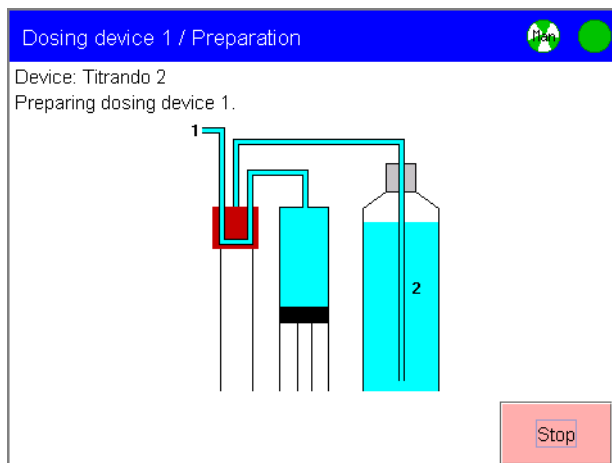 Dosing device 1 / Preparation
Man
Device: Titrando 2
Preparing dosing device 1.
1
2
Stop